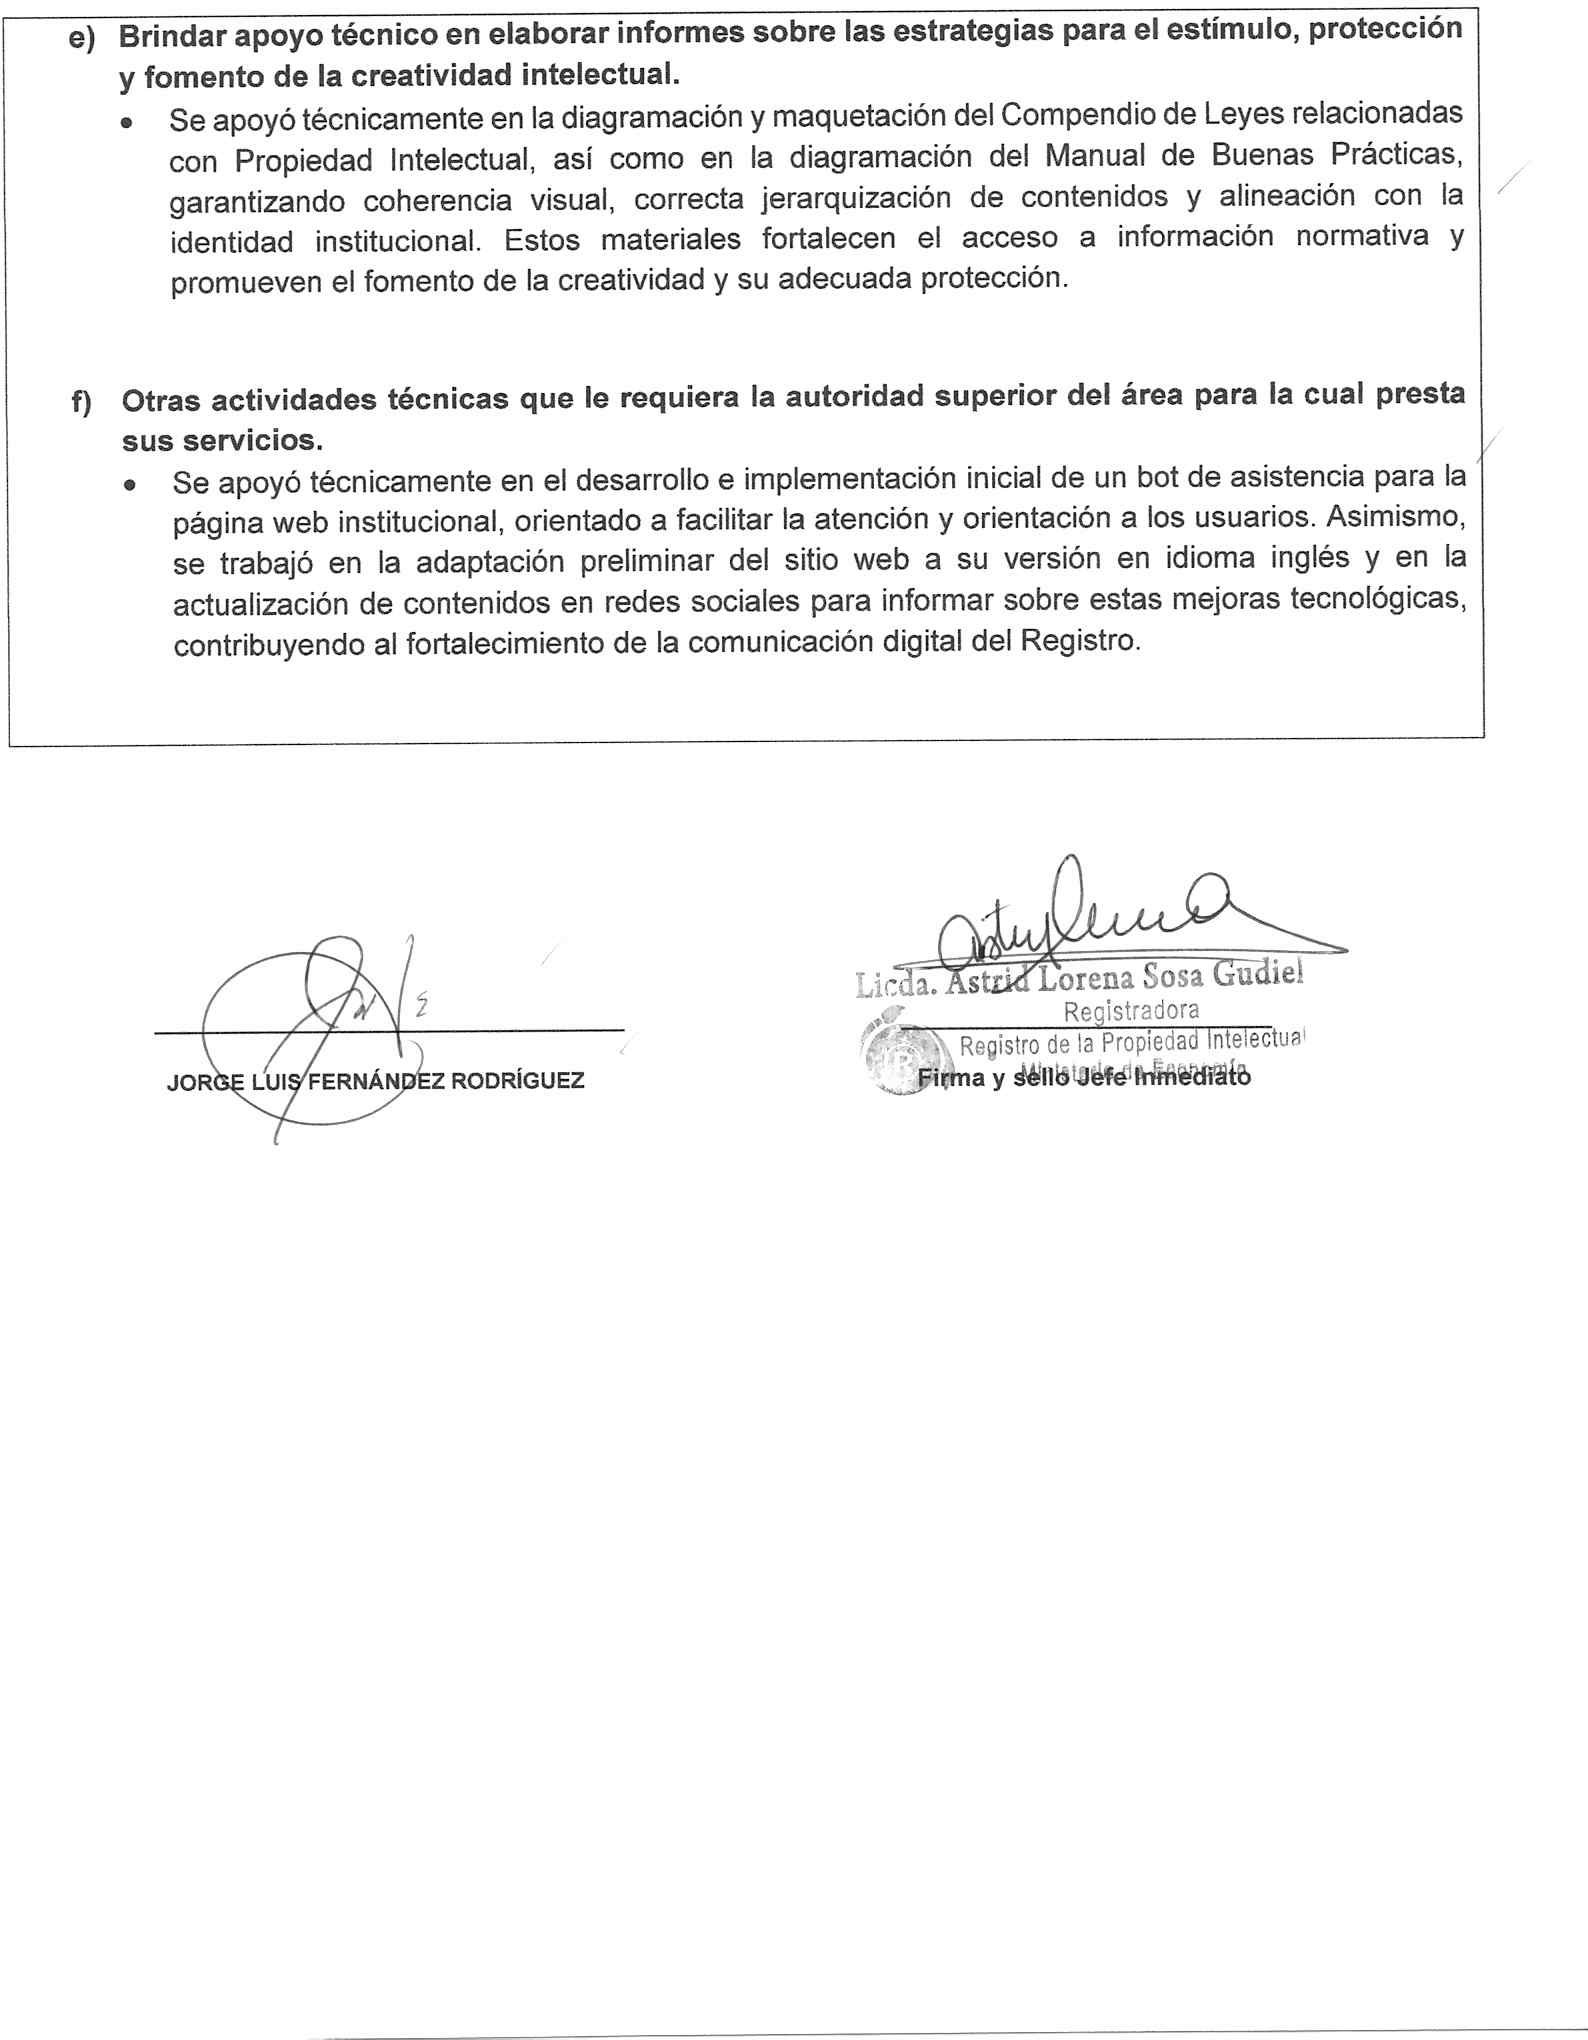 e) Brindar apoyo técnico en elaborar informes sobre las estrategias para el estímulo, protección
y fomento de la creatividad intelectual.
• Se apoyó técnicamente en la diagramación y maquetación del Compendio de Leyes relacionadas
con Propiedad Intelectual, así como en la diagramación del Manual de Buenas Prácticas,
garantizando coherencia visual, correcta jerarquización de contenidos y alineación con la
identidad institucional. Estos materiales fortalecen el acceso a información normativa y
promueven el fomento de la creatividad y su adecuada protección.
f) Otras actividades técnicas que le requiera la autoridad superior del área para la cual presta
sus servicios.
• Se apoyó técnicamente en el desarrollo e implementación inicial de un bot de asistencia para la
página web institucional, orientado a facilitar la atención y orientación a los usuarios. Asimismo,
se trabajó en la adaptación preliminar del sitio web a su versión en idioma inglés y en la
actualización de contenidos en redes sociales para informar sobre estas mejoras tecnológicas,
contribuyendo al fortalecimiento de la comunicación digital del Registro.
JORGE LUIS FERNÁNDEZ RODRÍGUEZ
Licda. Astrid Lorena Sosa Gudiel
Registradora
Registro de la Propiedad Intelectual
Ministerio de Economía
Firma y sello Jefe Inmediato